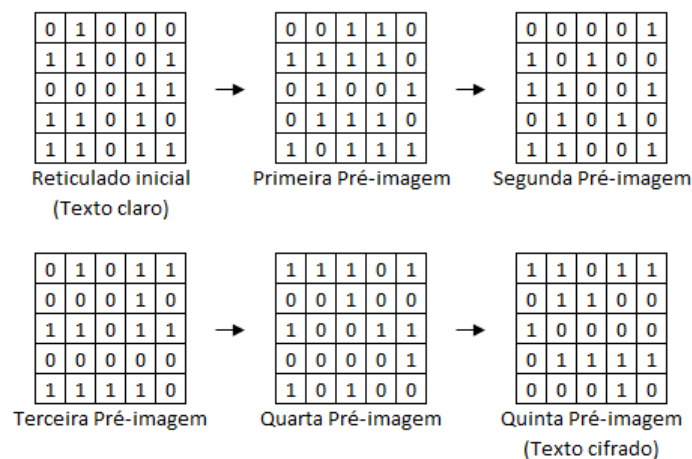 0 1 0 0 0 0 0 1 1 0 0 0 0 0 1
1 1 0 0 1 1 1 1 1 0 1 0 1 0 0
0 0 0 1 1 0 1 0 0 1 1 1 0 0 1
1 1 0 1 0 0 1 1 1 0 0 1 0 1 0
1 1 0 1 1 1 0 1 1 1 1 1 0 0 1
Reticulado inicial Primeira Pré-imagem Segunda Pré-imagem
(Texto claro)
0 1 0 1 1 1 1 1 0 1 1 1 0 1 1
0 0 0 1 0 0 0 1 0 0 0 1 1 0 0
1 1 0 1 1 1 0 0 1 1 1 0 0 0 0
0 0 0 0 0 0 0 0 0 1 0 1 1 1 1
1 1 1 1 0 1 0 1 0 0 0 0 0 1 0
Terceira Pré-imagem Quarta Pré-imagem Quinta Pré-imagem
(Texto cifrado)